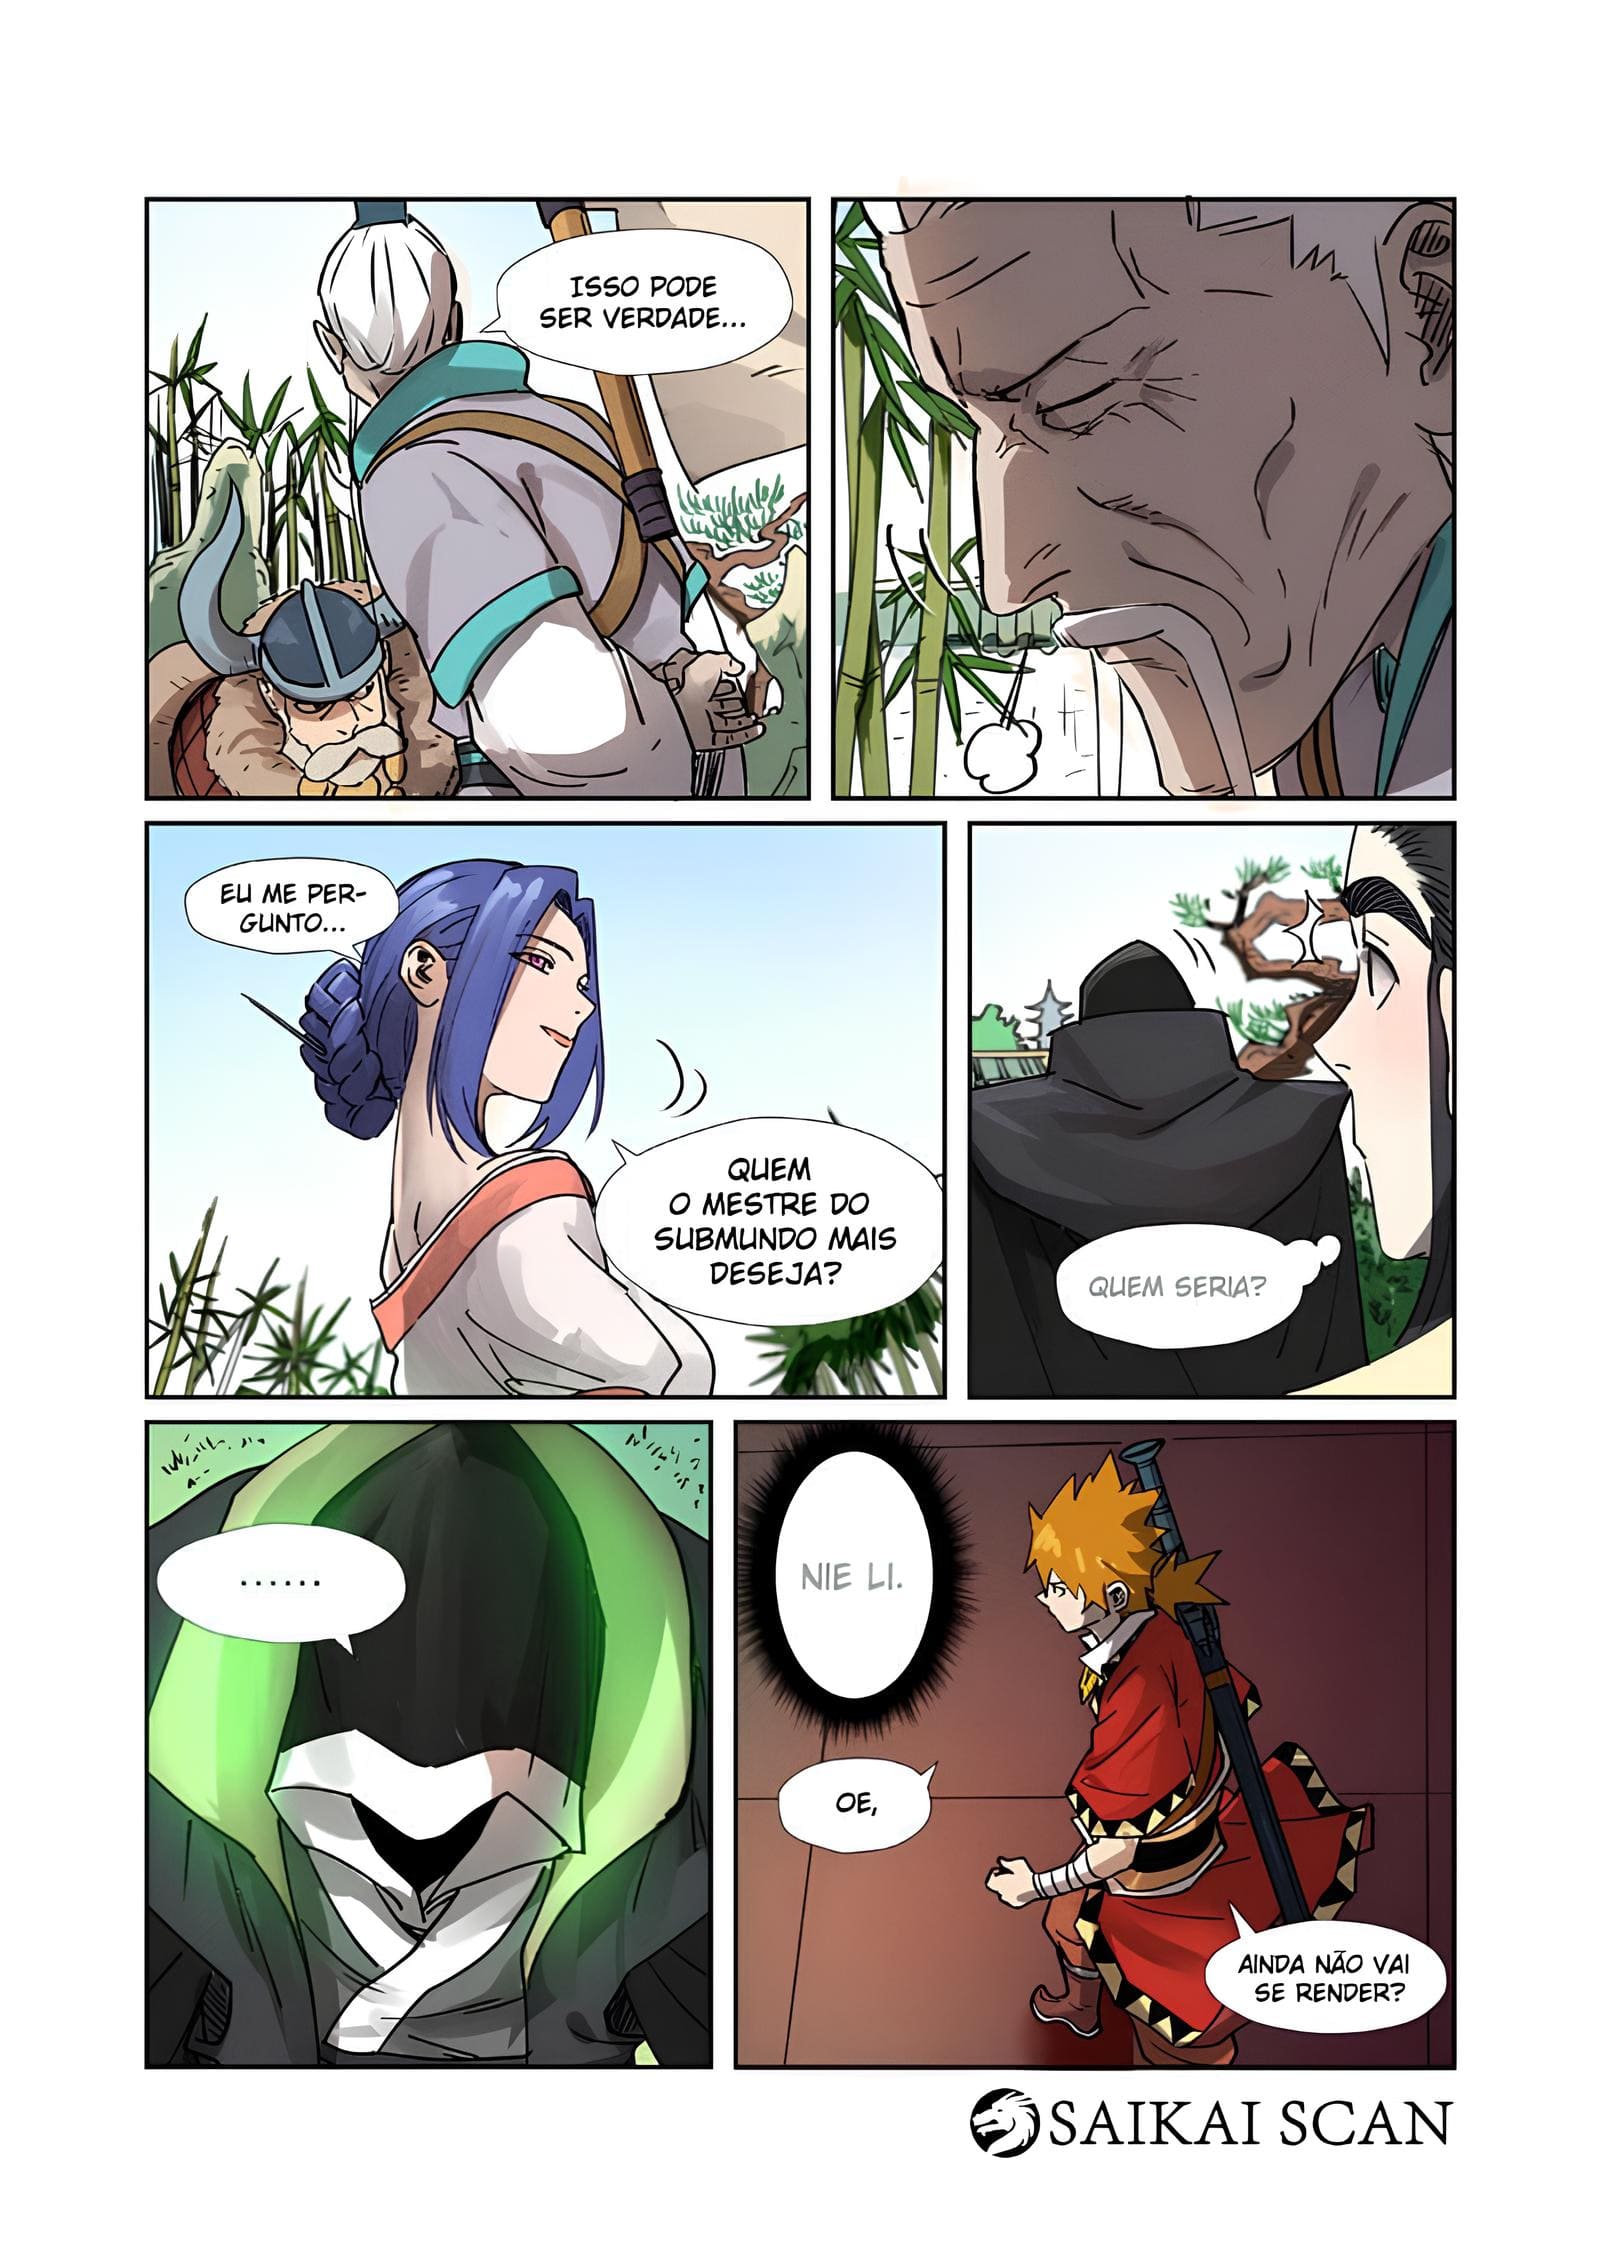 ISSO PODE
SER VERDADE...
EU ME PER-
GUNTO...
QUEM
O MESTRE DO
SUBMUNDO MAIS
DESEJA?
QUEM SERIA?
......
NIE LI.
OE,
AINDA NÃO VAI
SE RENDER?
SAIKAI SCAN